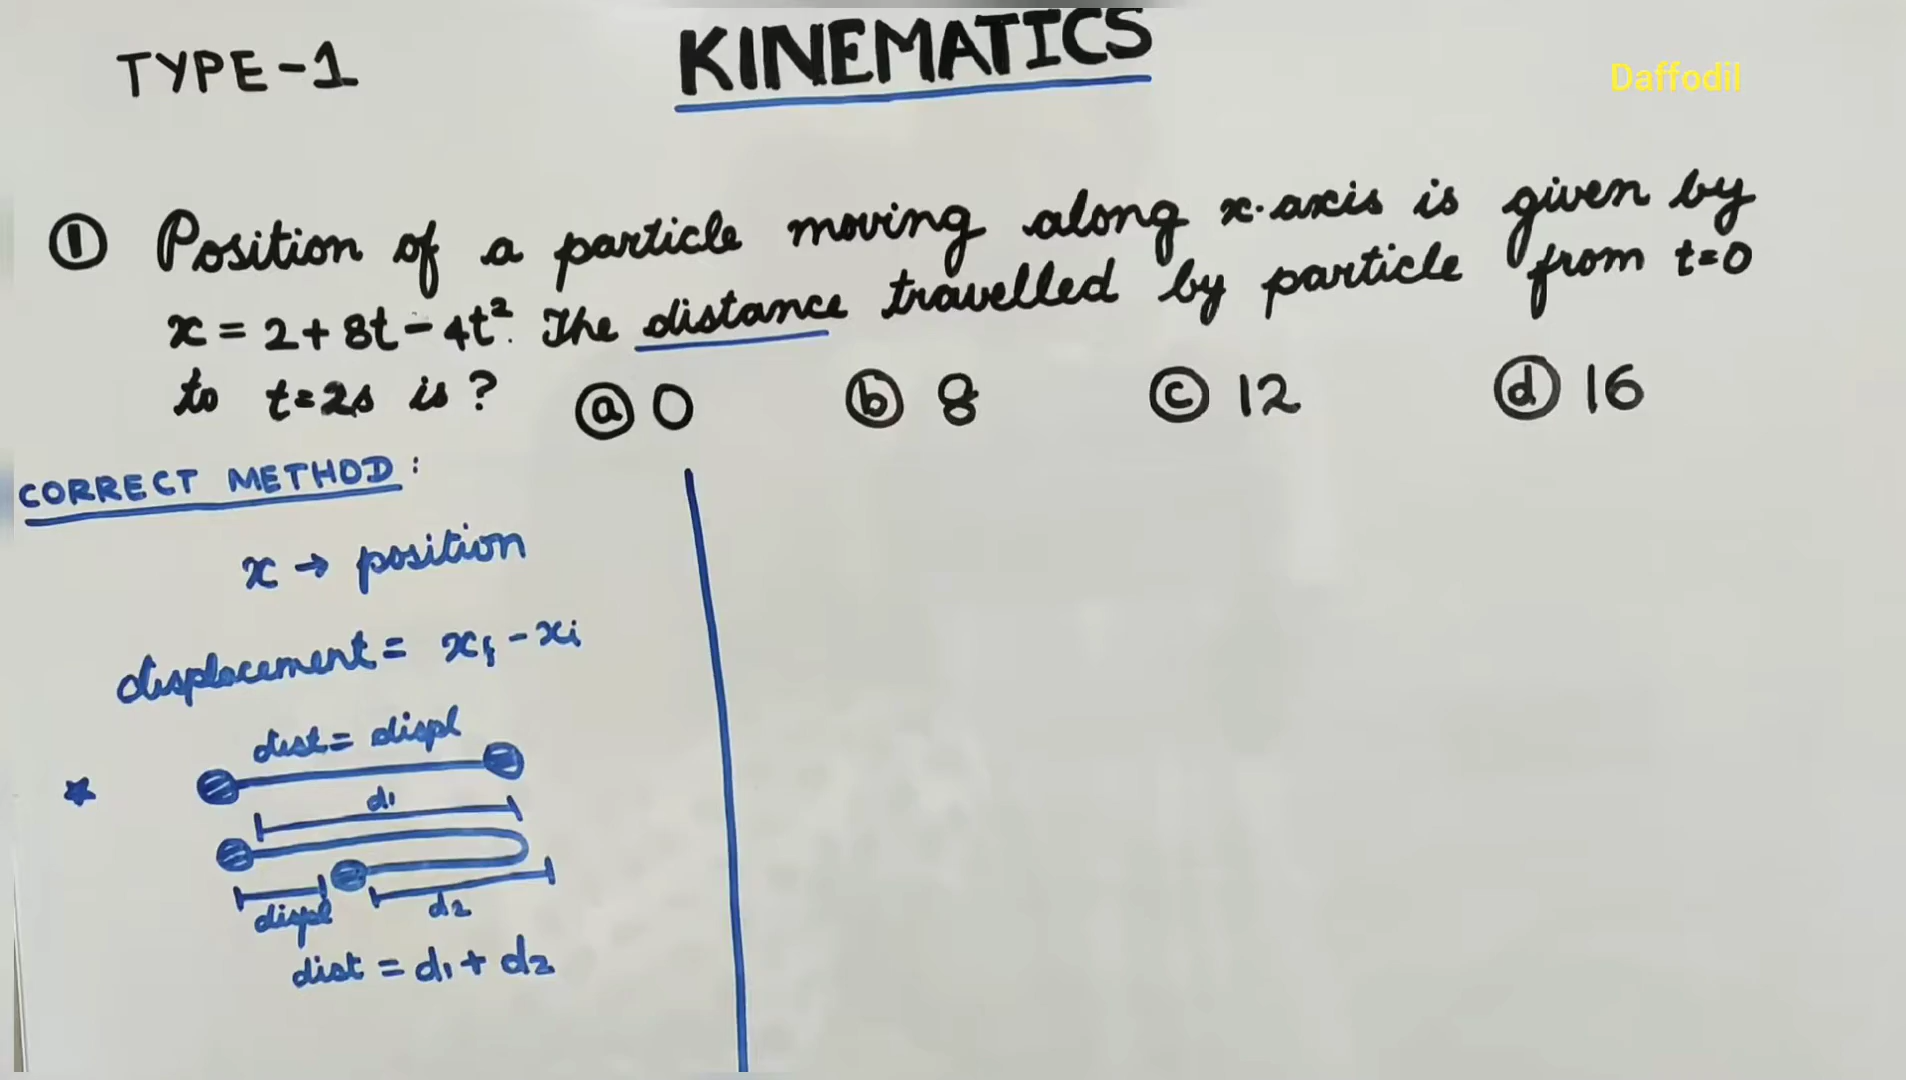 TYPE-1
KINEMATICS
Daffodil
① Position of a particle moving along x-axis is given by
x = 2 + 8t - 4t². The distance travelled by particle from t=0
to t=2s is?
ⓐ 0 ⓑ 8 ⓒ 12 ⓓ 16
CORRECT METHOD:
x → position
displacement = xf - xi
dist = displ
d1
displ
d2
dist = d1 + d2